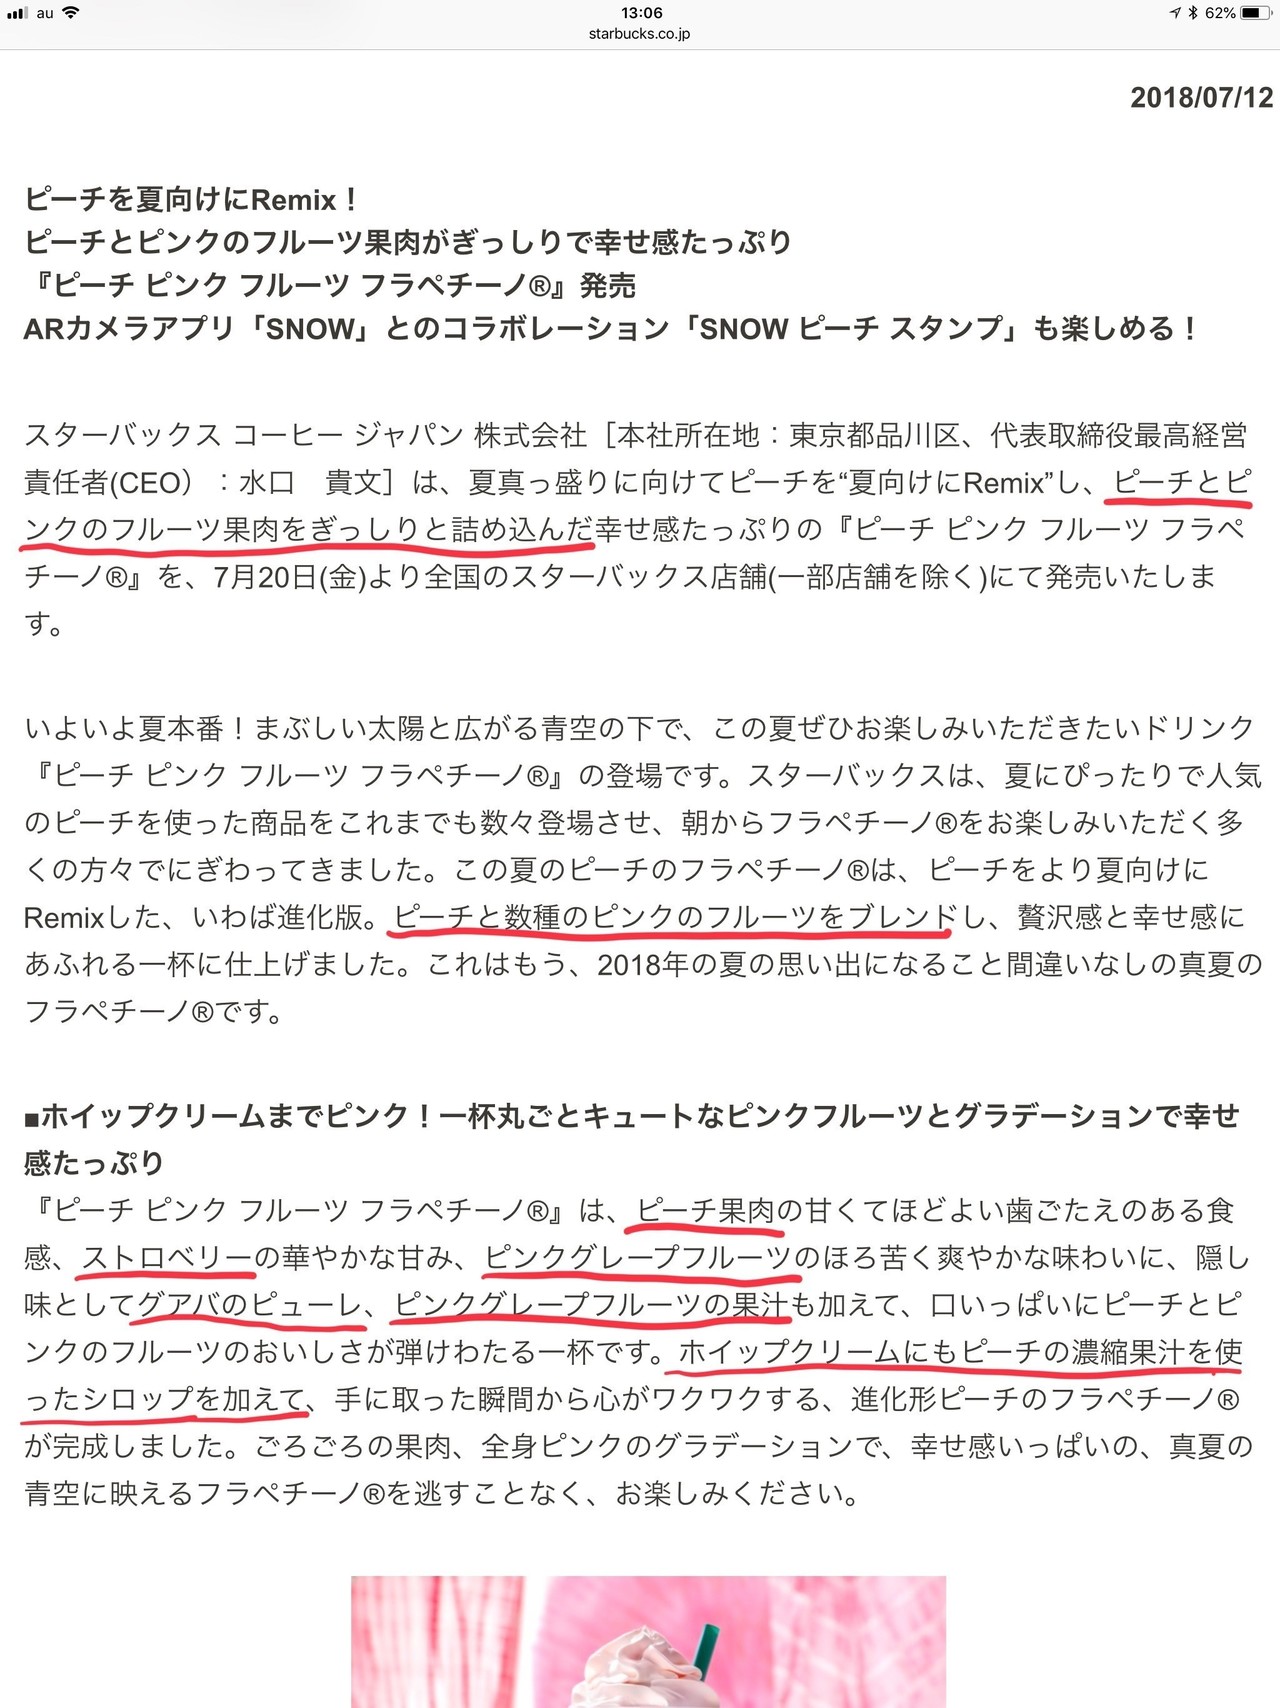 au
13:06
62%
starbucks.co.jp
2018/07/12
ピーチを夏向けにRemix！
ピーチとピンクのフルーツ果肉がぎっしりで幸せ感たっぷり
『ピーチ ピンク フルーツ フラペチーノ®』発売
ARカメラアプリ「SNOW」とのコラボレーション「SNOW ピーチ スタンプ」も楽しめる！
スターバックス コーヒー ジャパン 株式会社［本社所在地：東京都品川区、代表取締役最高経営
責任者(CEO）：水口　貴文］は、夏真っ盛りに向けてピーチを“夏向けにRemix”し、ピーチとピ
ンクのフルーツ果肉をぎっしりと詰め込んだ幸せ感たっぷりの『ピーチ ピンク フルーツ フラペ
チーノ®』を、7月20日(金)より全国のスターバックス店舗(一部店舗を除く)にて発売いたしま
す。
いよいよ夏本番！まぶしい太陽と広がる青空の下で、この夏ぜひお楽しみいただきたいドリンク
『ピーチ ピンク フルーツ フラペチーノ®』の登場です。スターバックスは、夏にぴったりで人気
のピーチを使った商品をこれまでも数々登場させ、朝からフラペチーノ®をお楽しみいただく多
くの方々でにぎわってきました。この夏のピーチのフラペチーノ®は、ピーチをより夏向けに
Remixした、いわば進化版。ピーチと数種のピンクのフルーツをブレンドし、贅沢感と幸せ感に
あふれる一杯に仕上げました。これはもう、2018年の夏の思い出になること間違いなしの真夏の
フラペチーノ®です。
■ホイップクリームまでピンク！一杯丸ごとキュートなピンクフルーツとグラデーションで幸せ
感たっぷり
『ピーチ ピンク フルーツ フラペチーノ®』は、ピーチ果肉の甘くてほどよい歯ごたえのある食
感、ストロベリーの華やかな甘み、ピンクグレープフルーツのほろ苦く爽やかな味わいに、隠し
味としてグアバのピューレ、ピンクグレープフルーツの果汁も加えて、口いっぱいにピーチとピ
ンクのフルーツのおいしさが弾けわたる一杯です。ホイップクリームにもピーチの濃縮果汁を使
ったシロップを加えて、手に取った瞬間から心がワクワクする、進化形ピーチのフラペチーノ®
が完成しました。ごろごろの果肉、全身ピンクのグラデーションで、幸せ感いっぱいの、真夏の
青空に映えるフラペチーノ®を逃すことなく、お楽しみください。